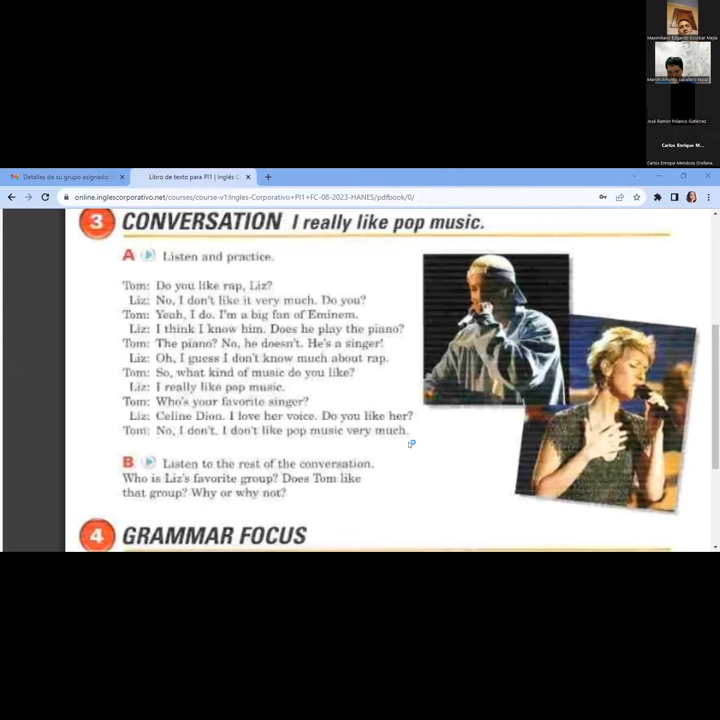 Maximiliano Edgardo Escobar Mejia
José Ramón Polanco Gutiérrez
Carlos Enrique M...
Carlos Enrique Mendoza Orellana
Detalles de su grupo asignado:
Libro de texto para PI1 | Inglés C
online.inglescorporativo.net/courses/course-v1:Ingles-Corporativo+PI1+FC-08-2023-HANES/pdfbook/0/
3 CONVERSATION I really like pop music.
A Listen and practice.
Tom: Do you like rap, Liz?
Liz: No, I don't like it very much. Do you?
Tom: Yeah, I do. I'm a big fan of Eminem.
Liz: I think I know him. Does he play the piano?
Tom: The piano? No, he doesn't. He's a singer!
Liz: Oh, I guess I don't know much about rap.
Tom: So, what kind of music do you like?
Liz: I really like pop music.
Tom: Who's your favorite singer?
Liz: Celine Dion. I love her voice. Do you like her?
Tom: No, I don't. I don't like pop music very much.
B Listen to the rest of the conversation.
Who is Liz's favorite group? Does Tom like
that group? Why or why not?
4 GRAMMAR FOCUS